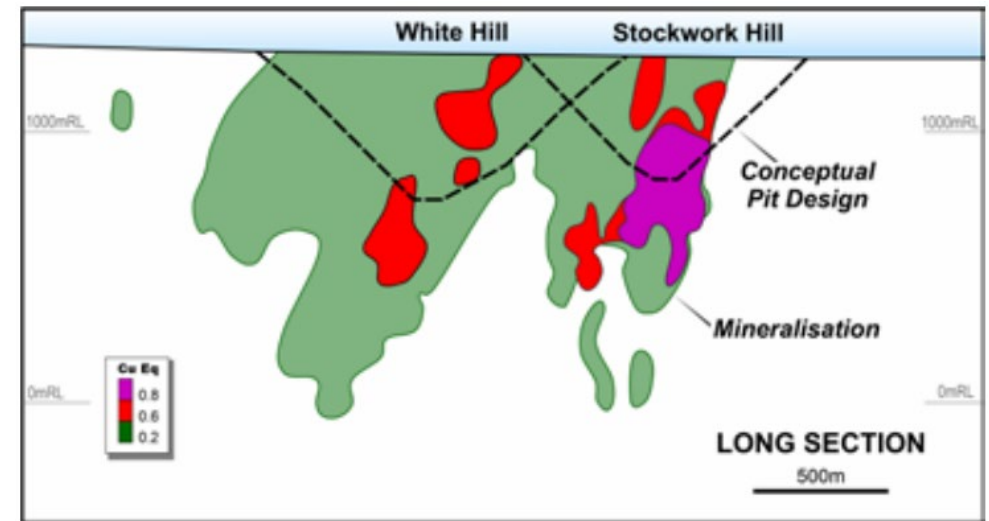 White Hill
Stockwork Hill
1000mRL
1000mRL
Conceptual
Pit Design
Mineralisation
Cu Eq
0.8
0.6
0.2
0mRL
0mRL
LONG SECTION
500m